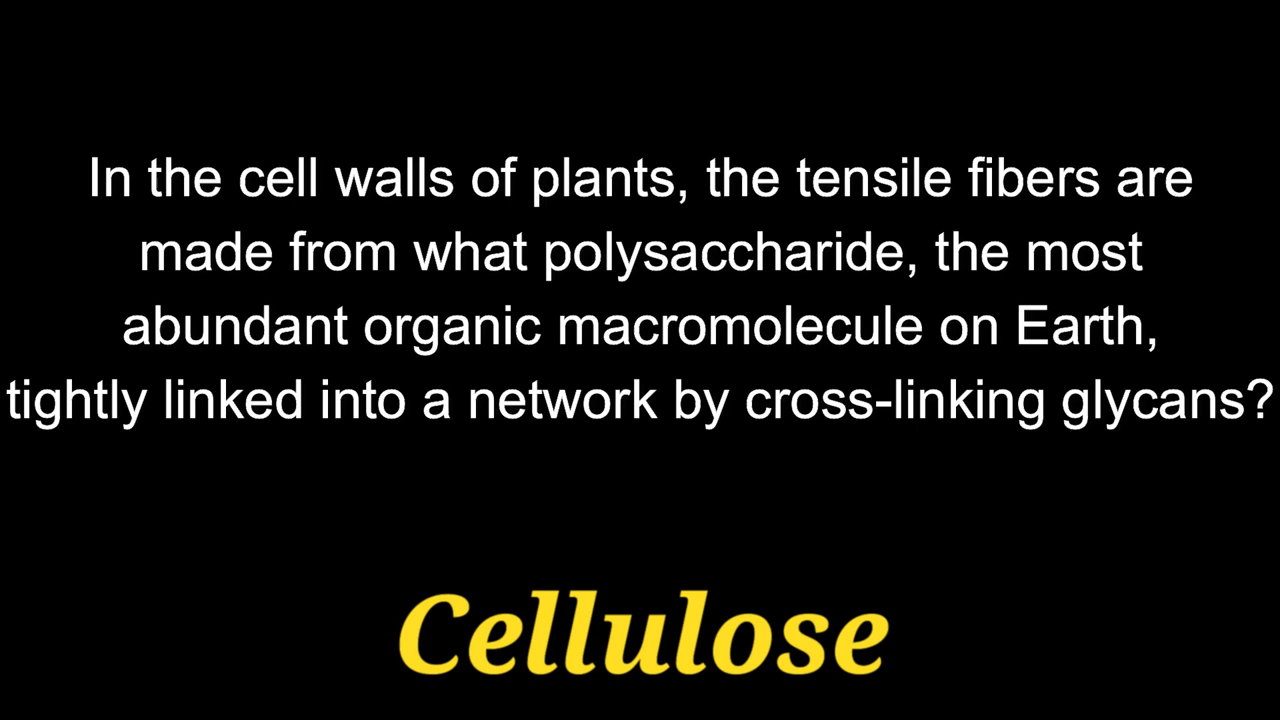 In the cell walls of plants, the tensile fibers are
made from what polysaccharide, the most
abundant organic macromolecule on Earth,
tightly linked into a network by cross-linking glycans?
Cellulose